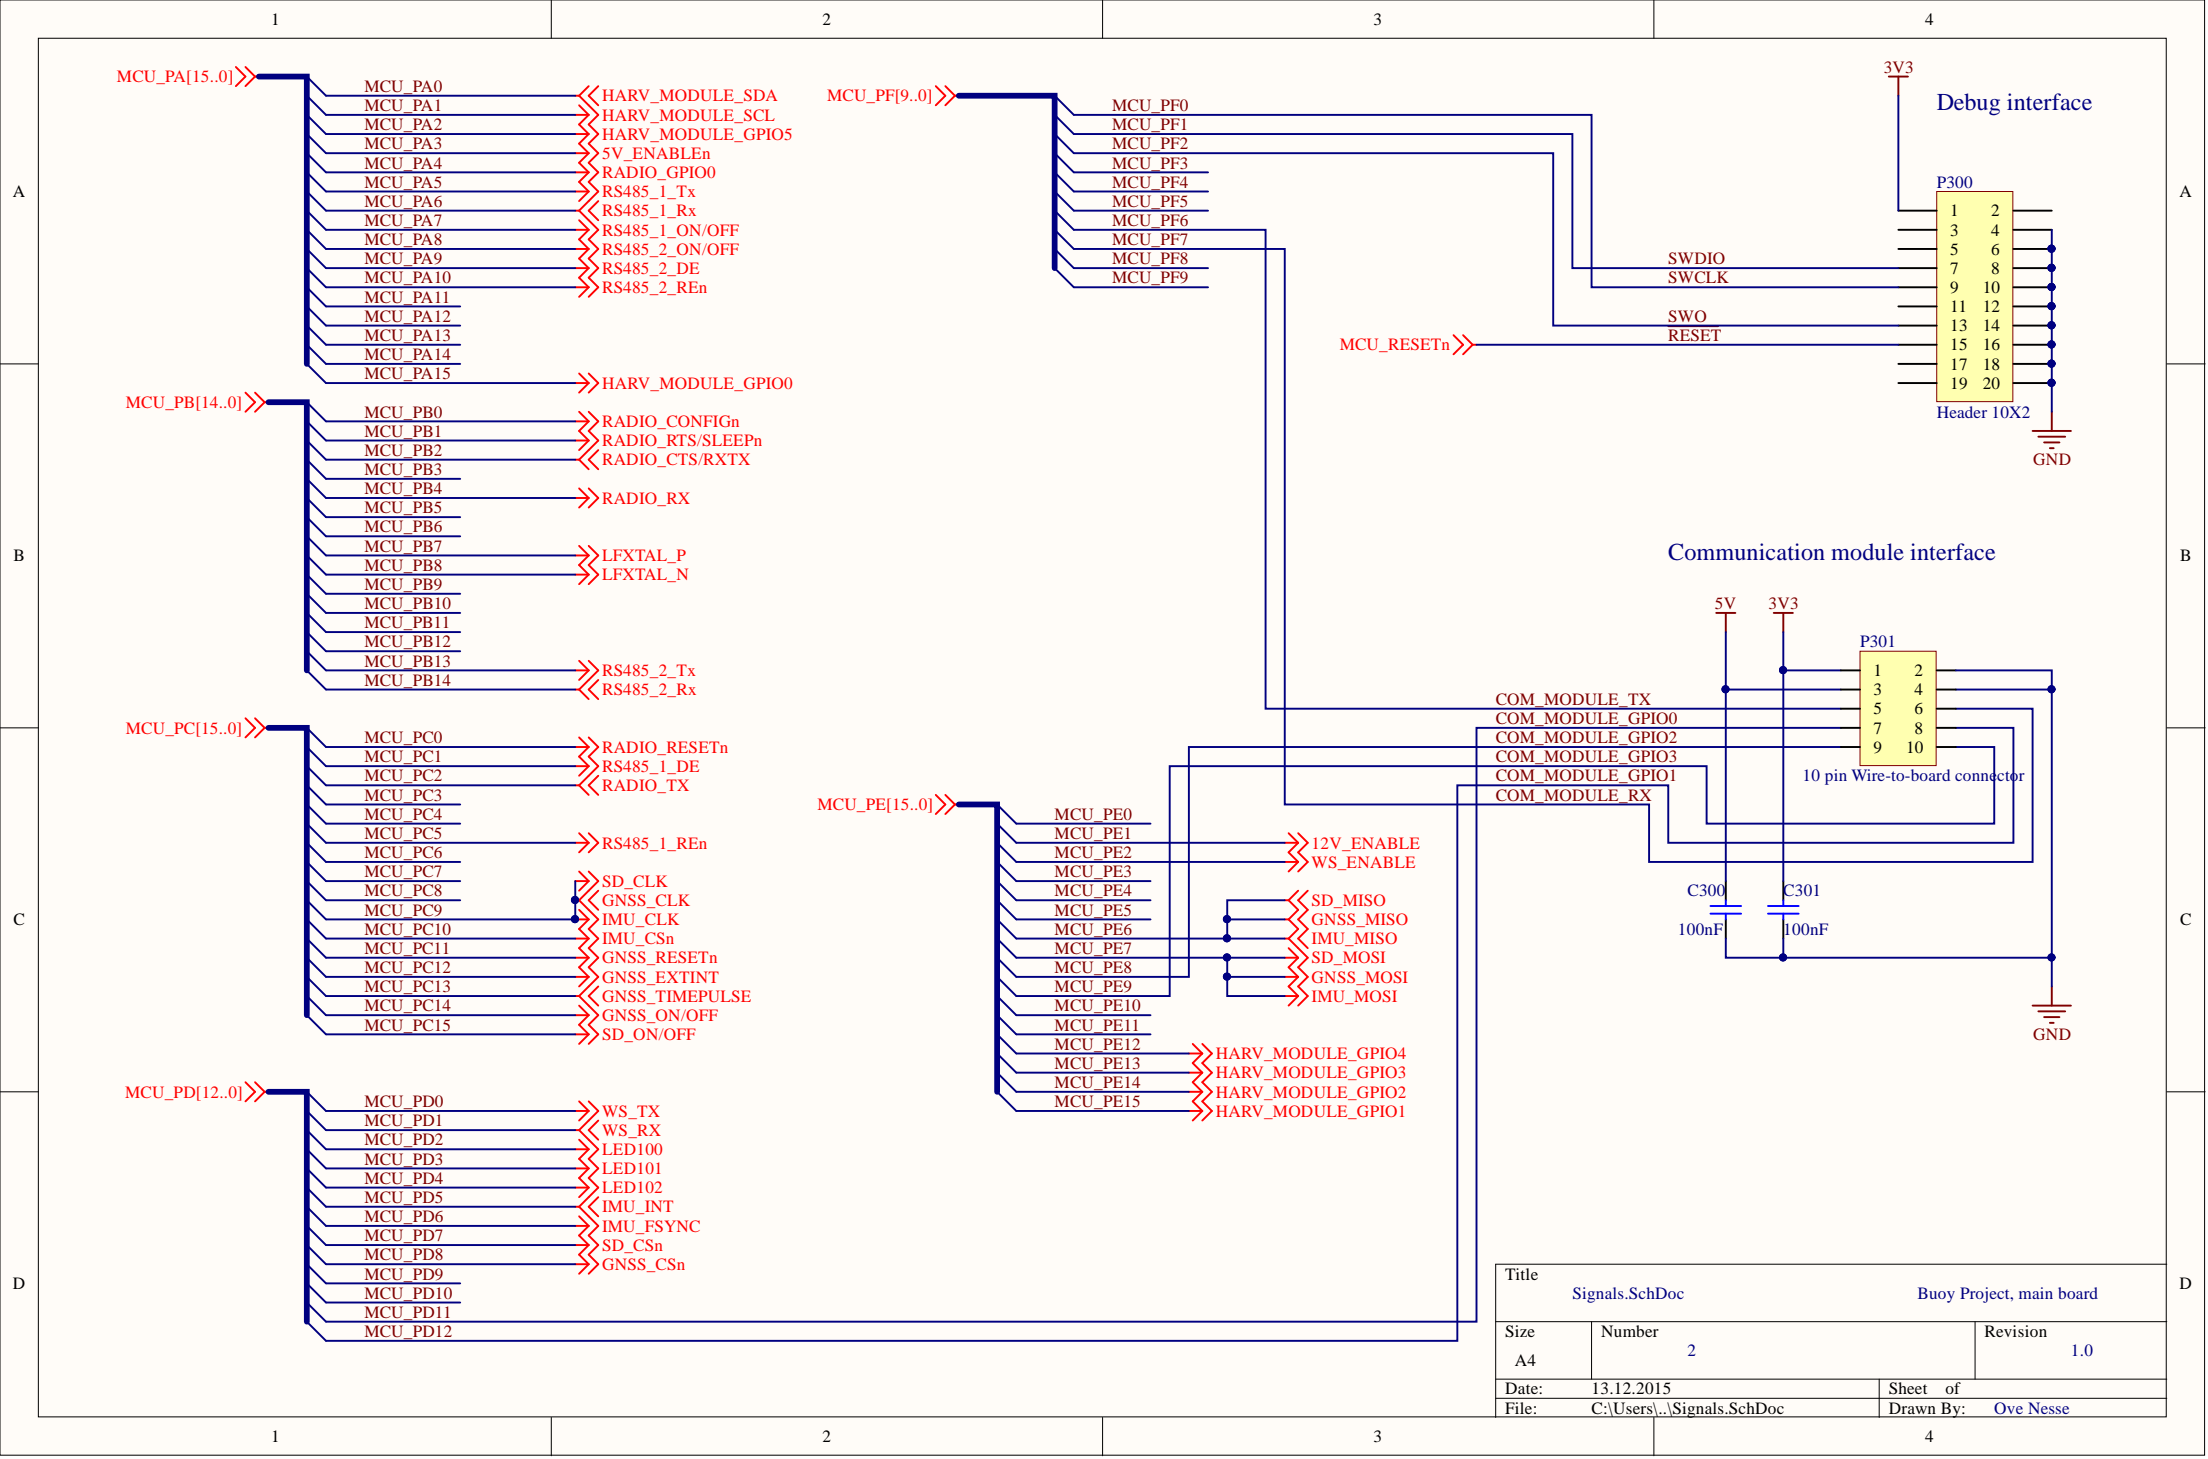 1 2 3 4
A A
B B
C C
D D
1 2 3 4
MCU_PA[15..0]
MCU_PA0 HARV_MODULE_SDA
MCU_PA1 HARV_MODULE_SCL
MCU_PA2 HARV_MODULE_GPIO5
MCU_PA3 5V_ENABLEn
MCU_PA4 RADIO_GPIO0
MCU_PA5 RS485_1_Tx
MCU_PA6 RS485_1_Rx
MCU_PA7 RS485_1_ON/OFF
MCU_PA8 RS485_2_ON/OFF
MCU_PA9 RS485_2_DE
MCU_PA10 RS485_2_REn
MCU_PA11
MCU_PA12
MCU_PA13
MCU_PA14
MCU_PA15 HARV_MODULE_GPIO0
MCU_PB[14..0]
MCU_PB0 RADIO_CONFIGn
MCU_PB1 RADIO_RTS/SLEEPn
MCU_PB2 RADIO_CTS/RXTX
MCU_PB3
MCU_PB4 RADIO_RX
MCU_PB5
MCU_PB6
MCU_PB7 LFXTAL_P
MCU_PB8 LFXTAL_N
MCU_PB9
MCU_PB10
MCU_PB11
MCU_PB12
MCU_PB13 RS485_2_Tx
MCU_PB14 RS485_2_Rx
MCU_PC[15..0]
MCU_PC0 RADIO_RESETn
MCU_PC1 RS485_1_DE
MCU_PC2 RADIO_TX
MCU_PC3
MCU_PC4
MCU_PC5 RS485_1_REn
MCU_PC6
MCU_PC7 SD_CLK
MCU_PC8 GNSS_CLK
MCU_PC9 IMU_CLK
MCU_PC10 IMU_CSn
MCU_PC11 GNSS_RESETn
MCU_PC12 GNSS_EXTINT
MCU_PC13 GNSS_TIMEPULSE
MCU_PC14 GNSS_ON/OFF
MCU_PC15 SD_ON/OFF
MCU_PD[12..0]
MCU_PD0 WS_TX
MCU_PD1 WS_RX
MCU_PD2 LED100
MCU_PD3 LED101
MCU_PD4 LED102
MCU_PD5 IMU_INT
MCU_PD6 IMU_FSYNC
MCU_PD7 SD_CSn
MCU_PD8 GNSS_CSn
MCU_PD9
MCU_PD10
MCU_PD11
MCU_PD12
MCU_PF[9..0]
MCU_PF0
MCU_PF1
MCU_PF2
MCU_PF3
MCU_PF4
MCU_PF5
MCU_PF6
MCU_PF7
MCU_PF8
MCU_PF9
MCU_PE[15..0]
MCU_PE0
MCU_PE1 12V_ENABLE
MCU_PE2 WS_ENABLE
MCU_PE3
MCU_PE4 SD_MISO
MCU_PE5 GNSS_MISO
MCU_PE6 IMU_MISO
MCU_PE7 SD_MOSI
MCU_PE8 GNSS_MOSI
MCU_PE9 IMU_MOSI
MCU_PE10
MCU_PE11
MCU_PE12 HARV_MODULE_GPIO4
MCU_PE13 HARV_MODULE_GPIO3
MCU_PE14 HARV_MODULE_GPIO2
MCU_PE15 HARV_MODULE_GPIO1
3V3
Debug interface
P300
1 2
3 4
5 6
SWDIO 7 8
SWCLK 9 10
11 12
SWO 13 14
MCU_RESETn RESET 15 16
17 18
19 20
Header 10X2
GND
Communication module interface
5V 3V3
P301
1 2
3 4
COM_MODULE_TX 5 6
COM_MODULE_GPIO0 7 8
COM_MODULE_GPIO2 9 10
COM_MODULE_GPIO3
COM_MODULE_GPIO1
COM_MODULE_RX
10 pin Wire-to-board connector
C300 C301
100nF 100nF
GND
Title
Signals.SchDoc Buoy Project, main board
Size Number Revision
A4 2 1.0
Date: 13.12.2015 Sheet of
File: C:\Users\..\Signals.SchDoc Drawn By: Ove Nesse